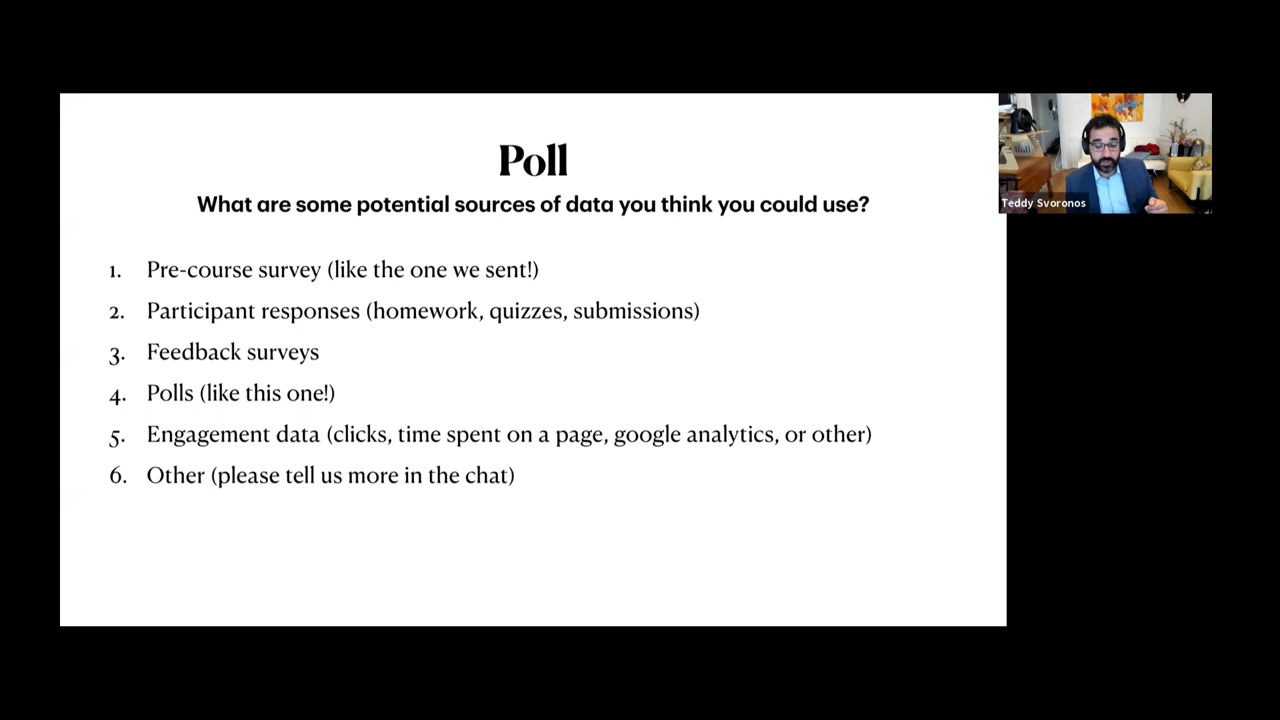 Poll
What are some potential sources of data you think you could use?
1. Pre-course survey (like the one we sent!)
2. Participant responses (homework, quizzes, submissions)
3. Feedback surveys
4. Polls (like this one!)
5. Engagement data (clicks, time spent on a page, google analytics, or other)
6. Other (please tell us more in the chat)
Teddy Svoronos